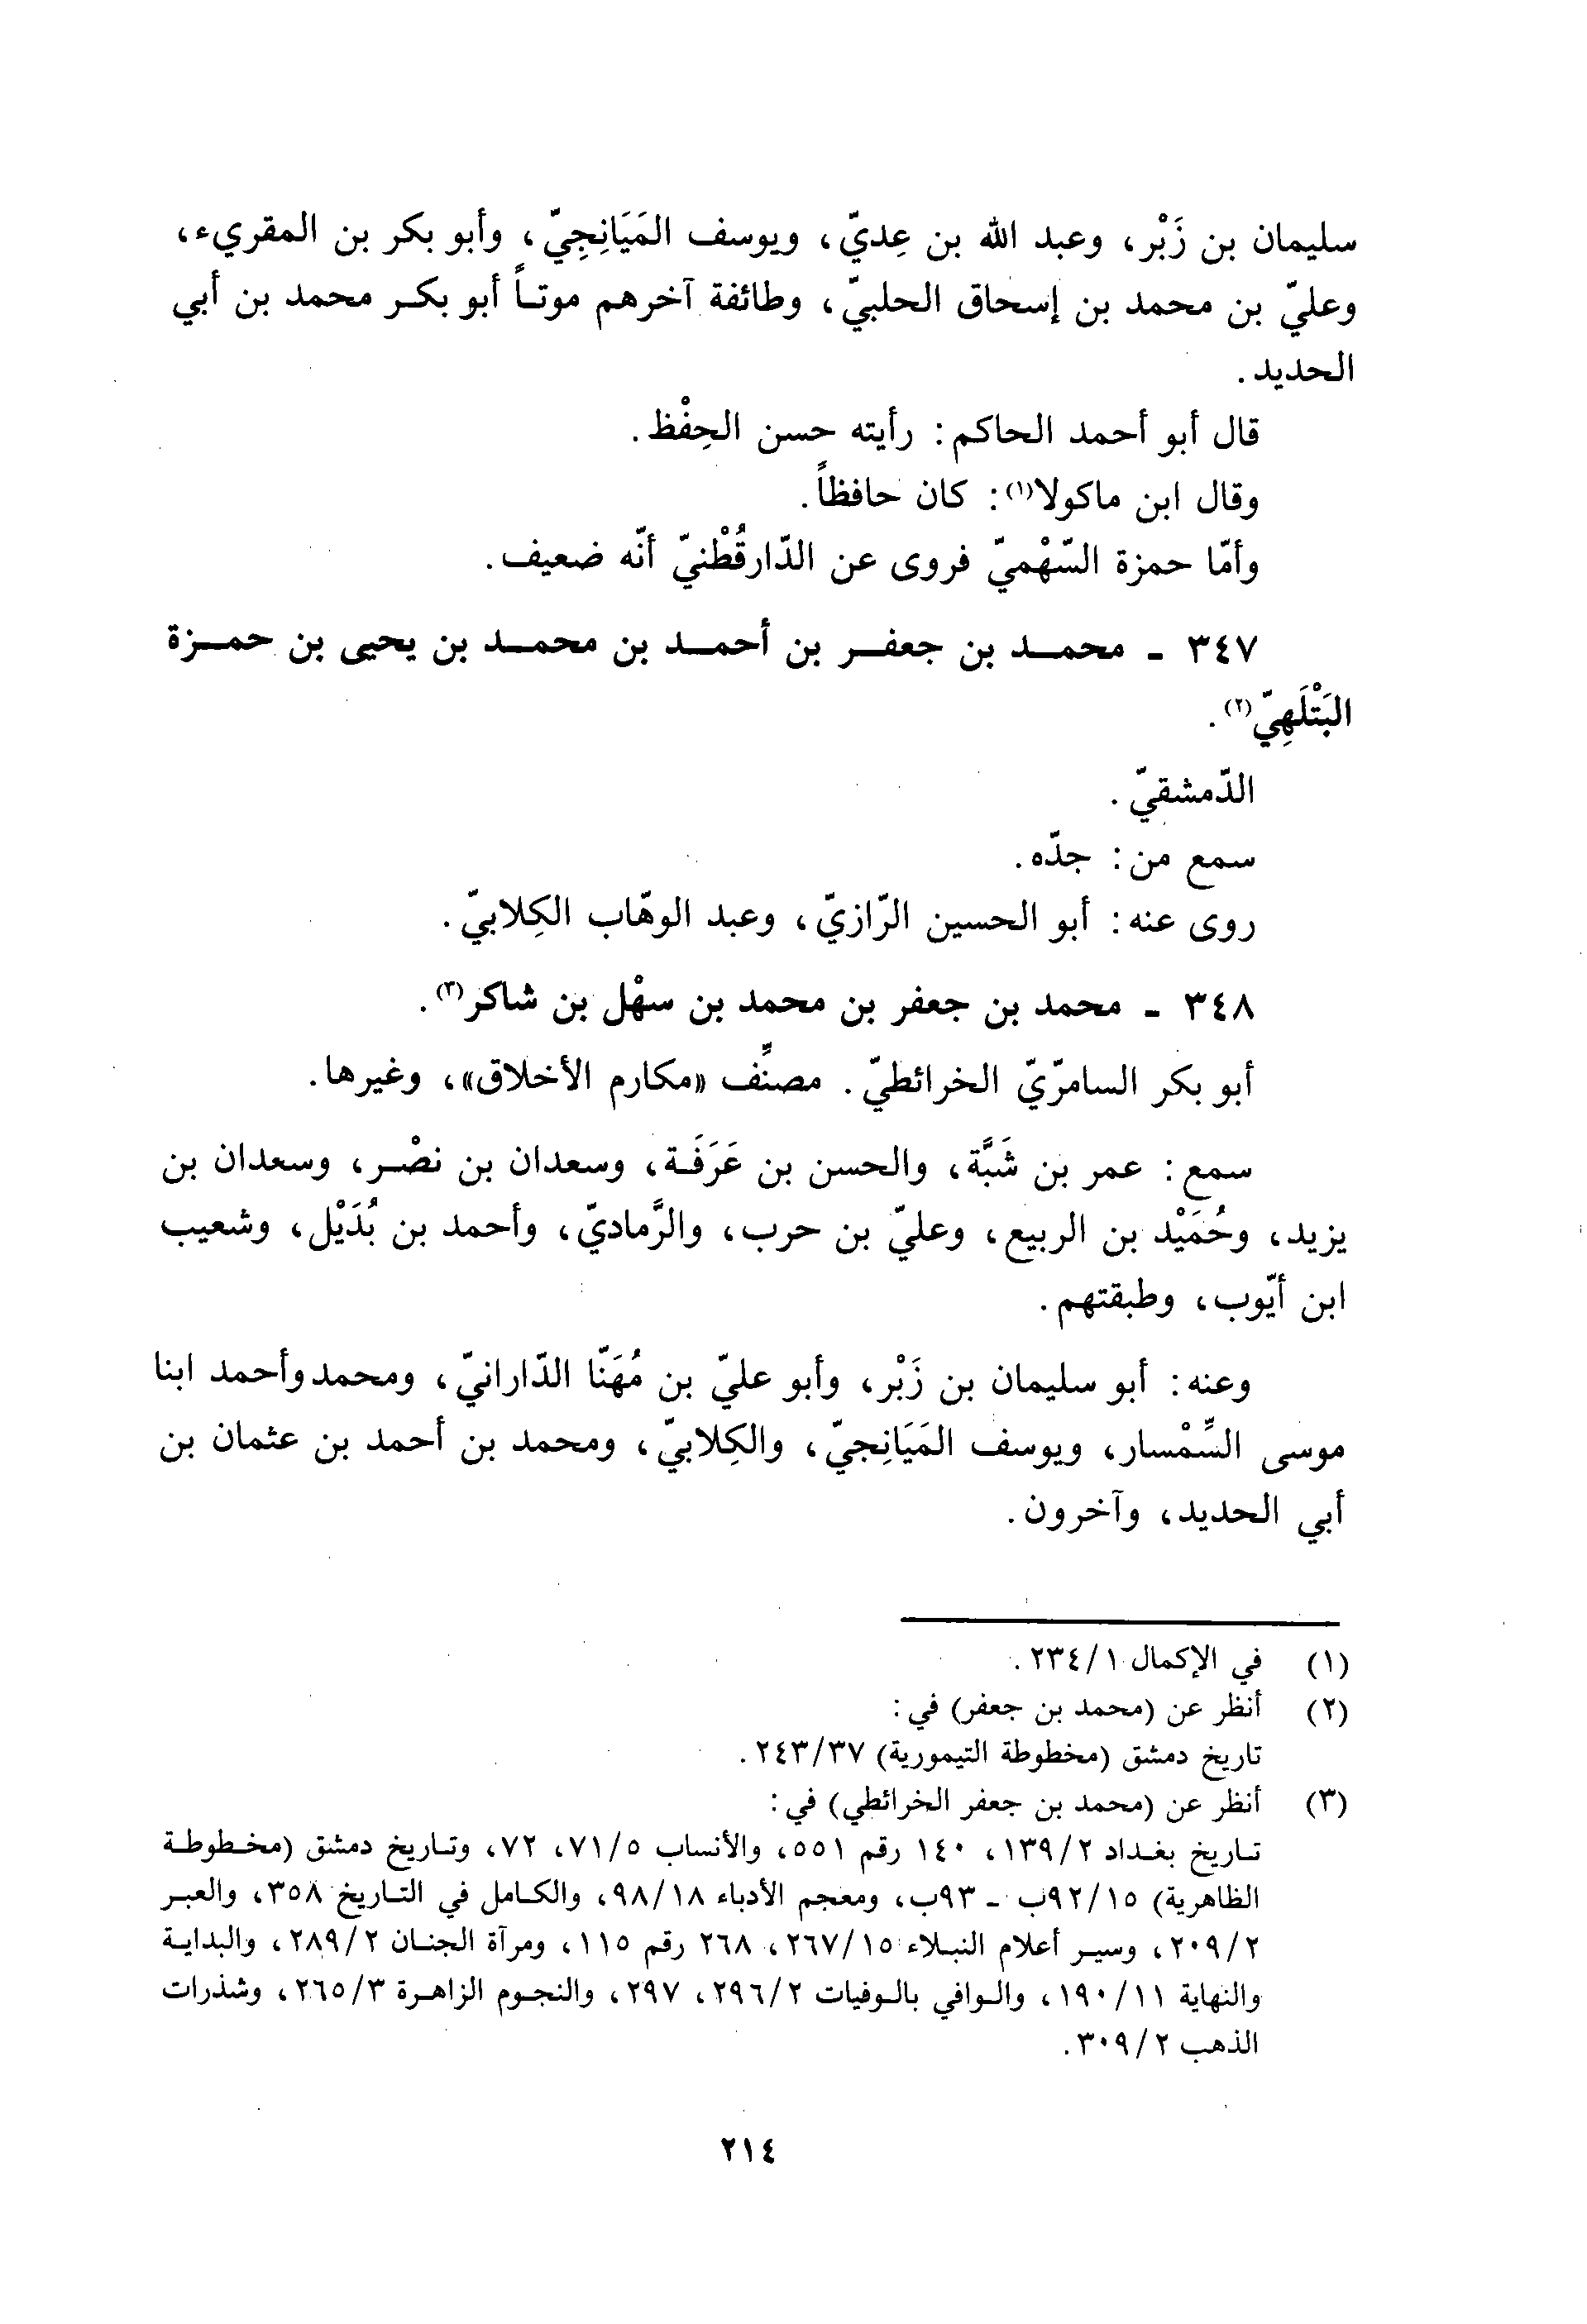 سليمان بن زَبْر، وعبد الله بن عِديّ، ويوسف المَيَانِجِيّ، وأبو بكر بن المقريء،
وعليّ بن محمد بن إسحاق الحلبيّ، وطائفة آخرهم موتاً أبو بكر محمد بن أبي
الحديد.
قال أبو أحمد الحاكم: رأيته حسن الحِفْظ.
وقال ابن ماكولا(١): كان حافظاً.
وأمّا حمزة السّهْميّ فروى عن الدّارقُطْنيّ أنّه ضعيف.
٣٤٧ - محمد بن جعفر بن أحمد بن محمد بن يحيى بن حمزة
البَتْلَهِيّ(٢).
الدّمشقيّ.
سمع من: جدّه.
روى عنه: أبو الحسين الرّازيّ، وعبد الوهّاب الكِلابيّ.
٣٤٨ - محمد بن جعفر بن محمد بن سهْل بن شاكر(٣).
أبو بكر السامرّيّ الخرائطيّ. مصنِّف «مكارم الأخلاق»، وغيرها.
سمع: عمر بن شَبَّة، والحسن بن عَرَفَة، وسعدان بن نصْر، وسعدان بن
يزيد، وحُمَيْد بن الربيع، وعليّ بن حرب، والرَّماديّ، وأحمد بن بُدَيْل، وشعيب
ابن أيّوب، وطبقتهم.
وعنه: أبو سليمان بن زَبْر، وأبو عليّ بن مُهَنّا الدّارانيّ، ومحمد وأحمد ابنا
موسى السِّمْسار، ويوسف المَيَانِجيّ، والكِلابيّ، ومحمد بن أحمد بن عثمان بن
أبي الحديد، وآخرون.
(١) في الإكمال ٢٣٤/١.
(٢) أنظر عن (محمد بن جعفر) في:
تاريخ دمشق (مخطوطة التيمورية) ٢٤٣/٣٧.
(٣) أنظر عن (محمد بن جعفر الخرائطي) في:
تاريخ بغداد ١٣٩/٢، ١٤٠ رقم ٥٥١، والأنساب ٧١/٥، ٧٢، وتاريخ دمشق (مخطوطة
الظاهرية) ٩٢/١٥ب - ٩٣ب، ومعجم الأدباء ٩٨/١٨، والكامل في التاريخ ٣٥٨، والعبر
٢٠٩/٢، وسير أعلام النبلاء ٢٦٧/١٥، ٢٦٨ رقم ١١٥، ومرآة الجنان ٢٨٩/٢، والبداية
والنهاية ١٩٠/١١، والوافي بالوفيات ٢٩٦/٢، ٢٩٧، والنجوم الزاهرة ٢٦٥/٣، وشذرات
الذهب ٣٠٩/٢.
٢١٤